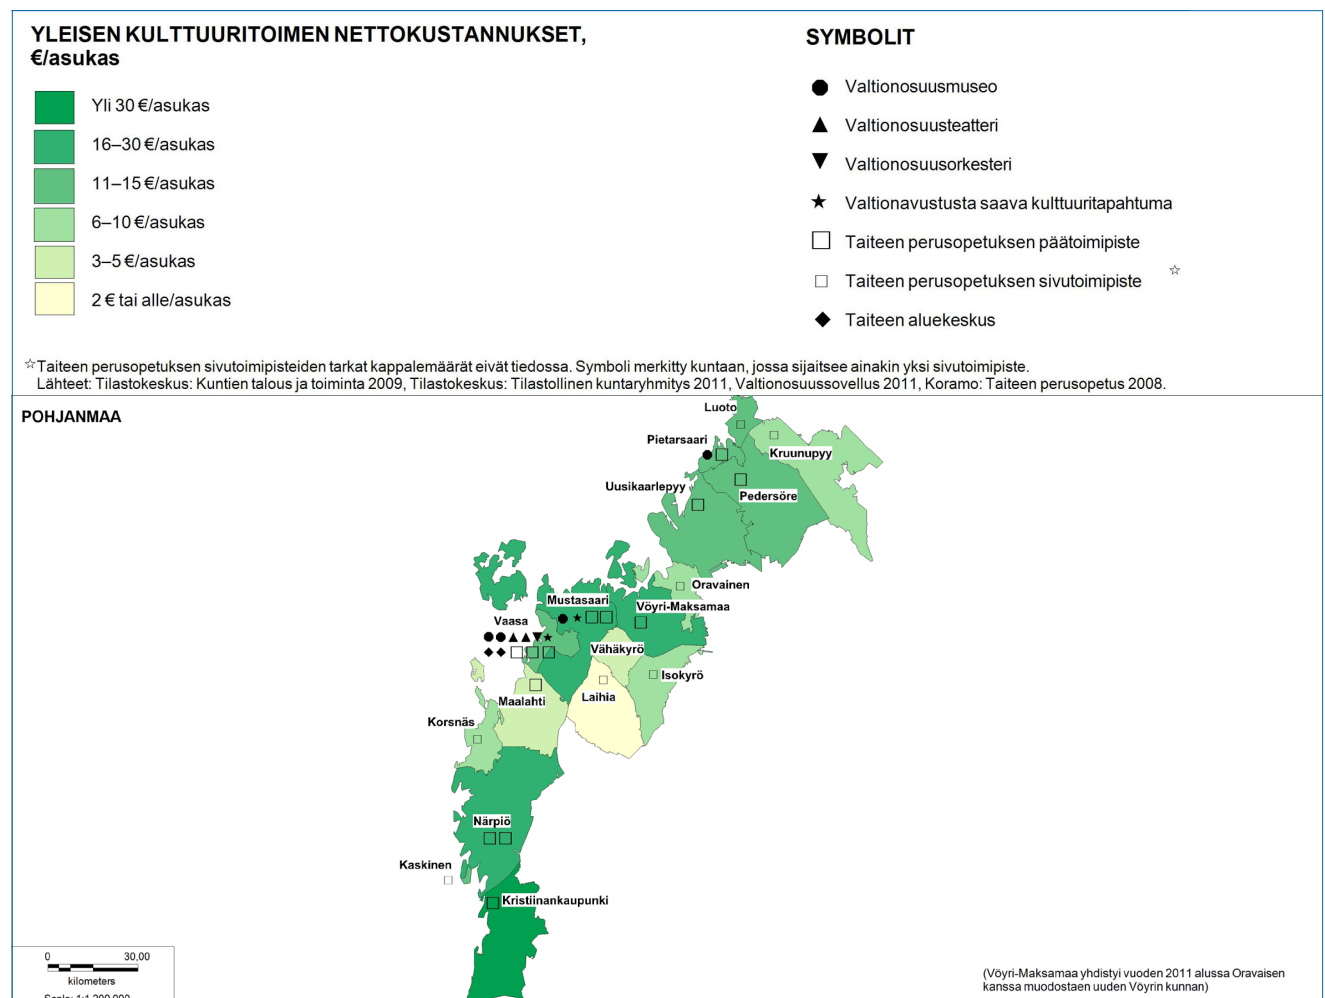 YLEISEN KULTTUURITOIMEN NETTOKUSTANNUKSET,
€/asukas
Yli 30 €/asukas
16–30 €/asukas
11–15 €/asukas
6–10 €/asukas
3–5 €/asukas
2 € tai alle/asukas
SYMBOLIT
Valtionosuusmuseo
Valtionosuusteatteri
Valtionosuusorkesteri
Valtionavustusta saava kulttuuritapahtuma
Taiteen perusopetuksen päätoimipiste
Taiteen perusopetuksen sivutoimipiste ☆
Taiteen aluekeskus
☆Taiteen perusopetuksen sivutoimipisteiden tarkat kappalemäärät eivät tiedossa. Symboli merkitty kuntaan, jossa sijaitsee ainakin yksi sivutoimipiste.
Lähteet: Tilastokeskus: Kuntien talous ja toiminta 2009, Tilastokeskus: Tilastollinen kuntaryhmitys 2011, Valtionosuussovellus 2011, Koramo: Taiteen perusopetus 2008.
POHJANMAA
Luoto
Pietarsaari
Kruunupyy
Uusikaarlepyy
Pedersöre
Oravainen
Mustasaari
Vöyri-Maksamaa
Vaasa
Vähäkyrö
Isokyrö
Laihia
Maalahti
Korsnäs
Närpiö
Kaskinen
Kristiinankaupunki
0 30,00
kilometers
Scale: 1:1 200 000
(Vöyri-Maksamaa yhdistyi vuoden 2011 alussa Oravaisen
kanssa muodostaen uuden Vöyrin kunnan)